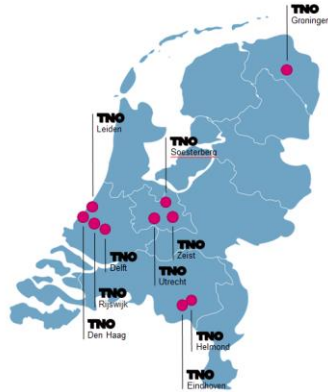 TNO
Groningen
TNO
Leiden
TNO
Soesterberg
TNO
Delft
TNO
Zeist
TNO
Utrecht
TNO
Rijswijk
TNO
Den Haag
TNO
Helmond
TNO
Eindhoven